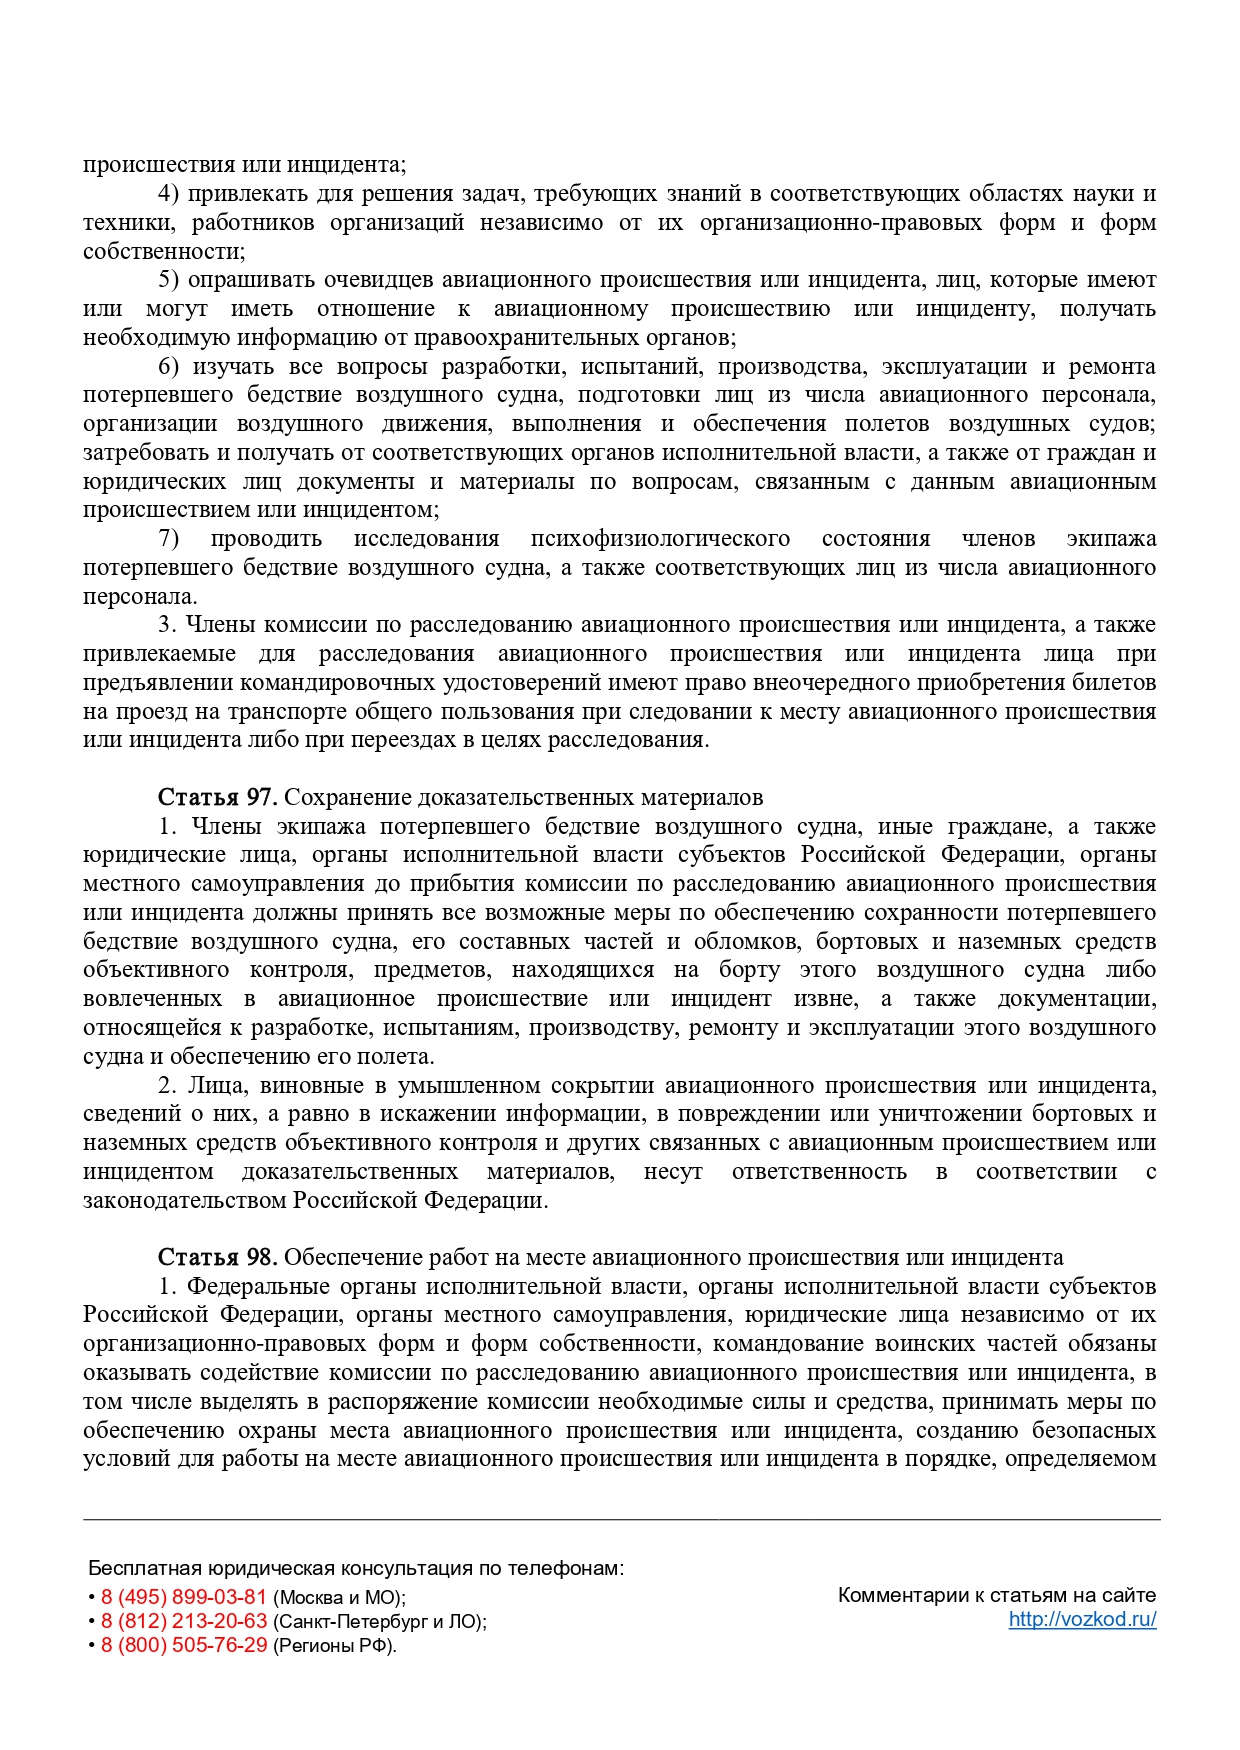 происшествия или инцидента;
4) привлекать для решения задач, требующих знаний в соответствующих областях науки и
техники, работников организаций независимо от их организационно-правовых форм и форм
собственности;
5) опрашивать очевидцев авиационного происшествия или инцидента, лиц, которые имеют
или могут иметь отношение к авиационному происшествию или инциденту, получать
необходимую информацию от правоохранительных органов;
6) изучать все вопросы разработки, испытаний, производства, эксплуатации и ремонта
потерпевшего бедствие воздушного судна, подготовки лиц из числа авиационного персонала,
организации воздушного движения, выполнения и обеспечения полетов воздушных судов;
затребовать и получать от соответствующих органов исполнительной власти, а также от граждан и
юридических лиц документы и материалы по вопросам, связанным с данным авиационным
происшествием или инцидентом;
7) проводить исследования психофизиологического состояния членов экипажа
потерпевшего бедствие воздушного судна, а также соответствующих лиц из числа авиационного
персонала.
3. Члены комиссии по расследованию авиационного происшествия или инцидента, а также
привлекаемые для расследования авиационного происшествия или инцидента лица при
предъявлении командировочных удостоверений имеют право внеочередного приобретения билетов
на проезд на транспорте общего пользования при следовании к месту авиационного происшествия
или инцидента либо при переездах в целях расследования.
Статья 97. Сохранение доказательственных материалов
1. Члены экипажа потерпевшего бедствие воздушного судна, иные граждане, а также
юридические лица, органы исполнительной власти субъектов Российской Федерации, органы
местного самоуправления до прибытия комиссии по расследованию авиационного происшествия
или инцидента должны принять все возможные меры по обеспечению сохранности потерпевшего
бедствие воздушного судна, его составных частей и обломков, бортовых и наземных средств
объективного контроля, предметов, находящихся на борту этого воздушного судна либо
вовлеченных в авиационное происшествие или инцидент извне, а также документации,
относящейся к разработке, испытаниям, производству, ремонту и эксплуатации этого воздушного
судна и обеспечению его полета.
2. Лица, виновные в умышленном сокрытии авиационного происшествия или инцидента,
сведений о них, а равно в искажении информации, в повреждении или уничтожении бортовых и
наземных средств объективного контроля и других связанных с авиационным происшествием или
инцидентом доказательственных материалов, несут ответственность в соответствии с
законодательством Российской Федерации.
Статья 98. Обеспечение работ на месте авиационного происшествия или инцидента
1. Федеральные органы исполнительной власти, органы исполнительной власти субъектов
Российской Федерации, органы местного самоуправления, юридические лица независимо от их
организационно-правовых форм и форм собственности, командование воинских частей обязаны
оказывать содействие комиссии по расследованию авиационного происшествия или инцидента, в
том числе выделять в распоряжение комиссии необходимые силы и средства, принимать меры по
обеспечению охраны места авиационного происшествия или инцидента, созданию безопасных
условий для работы на месте авиационного происшествия или инцидента в порядке, определяемом
Бесплатная юридическая консультация по телефонам:
• 8 (495) 899-03-81 (Москва и МО);
• 8 (812) 213-20-63 (Санкт-Петербург и ЛО);
• 8 (800) 505-76-29 (Регионы РФ).
Комментарии к статьям на сайте
http://vozkod.ru/